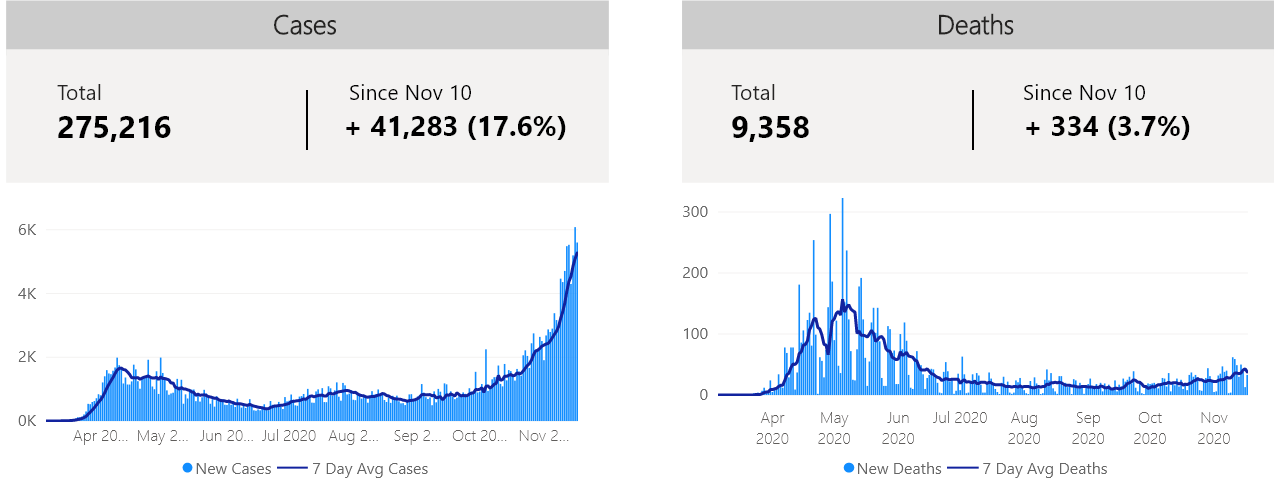 Cases
Total
275,216
Since Nov 10
+ 41,283 (17.6%)
6K
4K
2K
0K
Apr 20...
May 2...
Jun 20...
Jul 2020
Aug 2...
Sep 2...
Oct 20...
Nov 2...
New Cases
7 Day Avg Cases
Deaths
Total
9,358
Since Nov 10
+ 334 (3.7%)
300
200
100
0
Apr
2020
May
2020
Jun
2020
Jul 2020
Aug
2020
Sep
2020
Oct
2020
Nov
2020
New Deaths
7 Day Avg Deaths